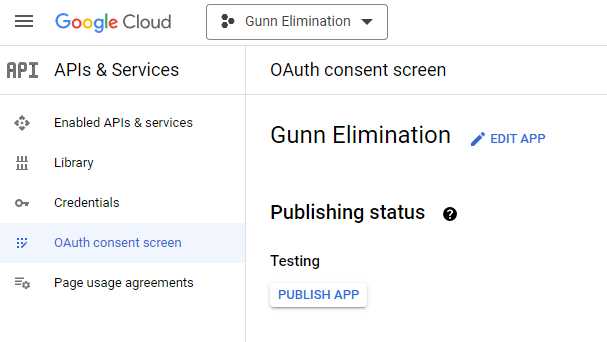 Google Cloud
Gunn Elimination
API
APIs & Services
OAuth consent screen
Enabled APIs & services
Library
Credentials
OAuth consent screen
Page usage agreements
Gunn Elimination
EDIT APP
Publishing status
?
Testing
PUBLISH APP